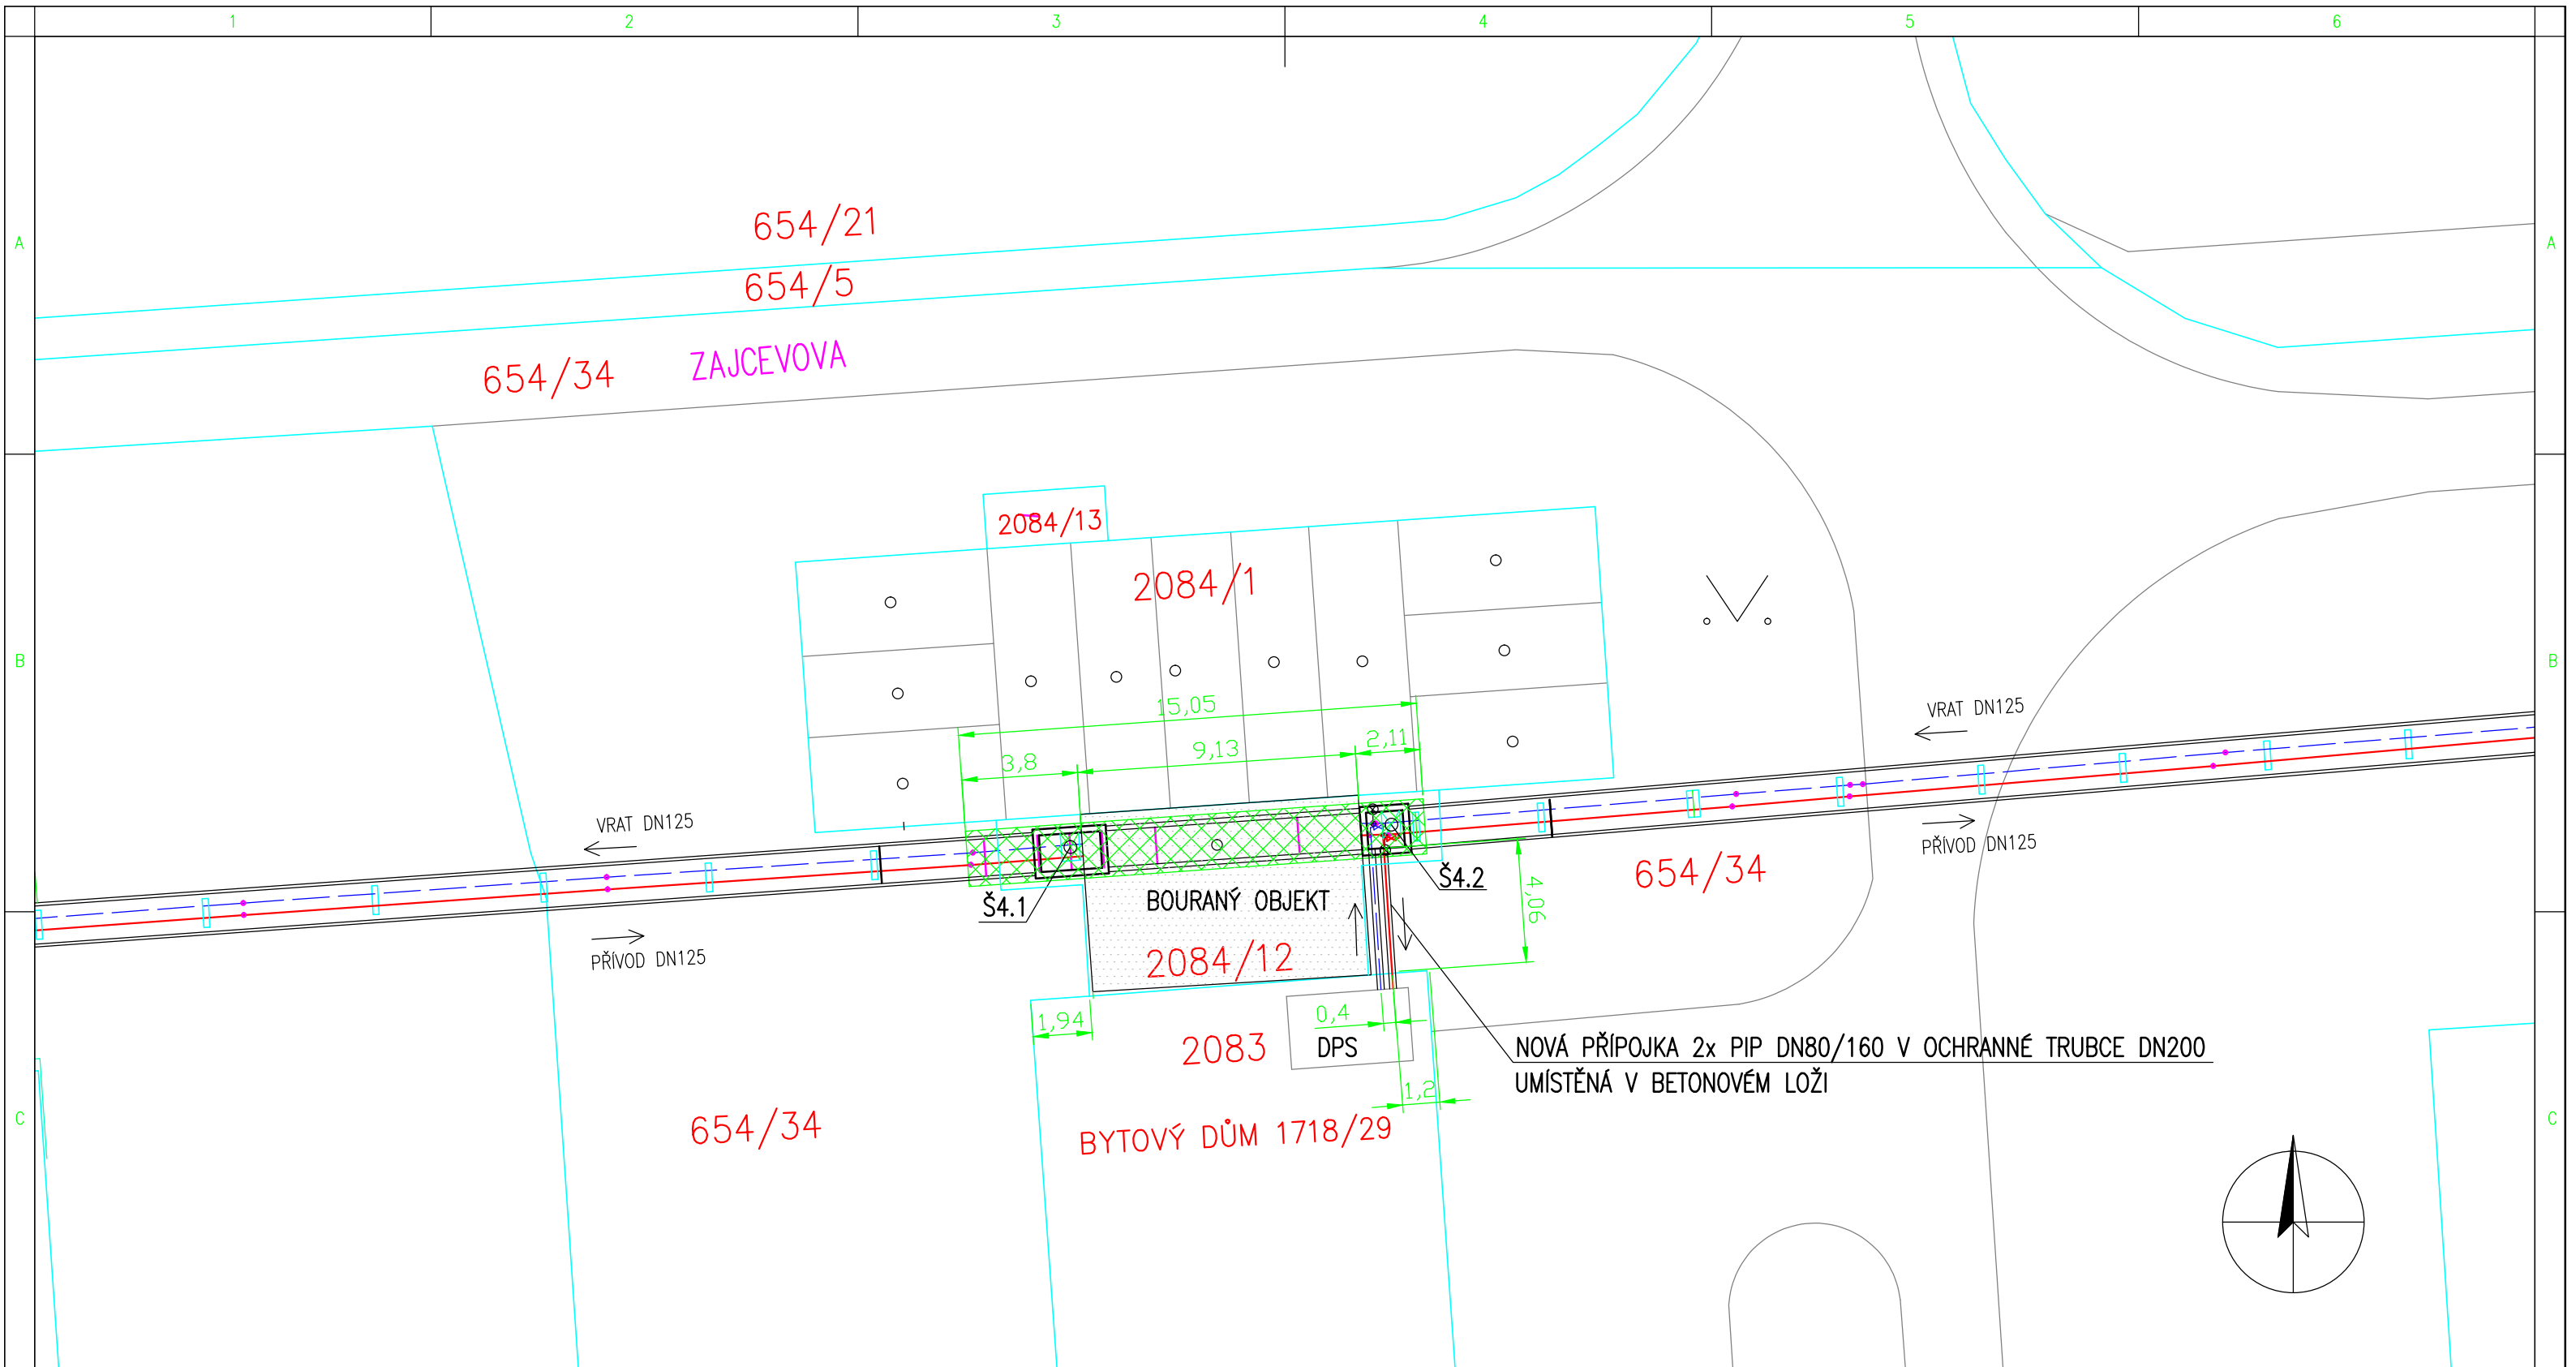 1 2 3 4 5 6
A A
654/21
654/5
654/34 ZAJCEVOVA
2084/13
2084/1
B B
15,05
3,8 9,13 2,11
VRAT DN125
VRAT DN125
PŘÍVOD DN125
PŘÍVOD DN125
654/34
Š4.1
Š4.2
BOURANÝ OBJEKT
4,06
2084/12
1,94
0,4
2083
DPS
NOVÁ PŘÍPOJKA 2x PIP DN80/160 V OCHRANNÉ TRUBCE DN200
UMÍSTĚNÁ V BETONOVÉM LOŽI
1,2
C C
654/34
BYTOVÝ DŮM 1718/29